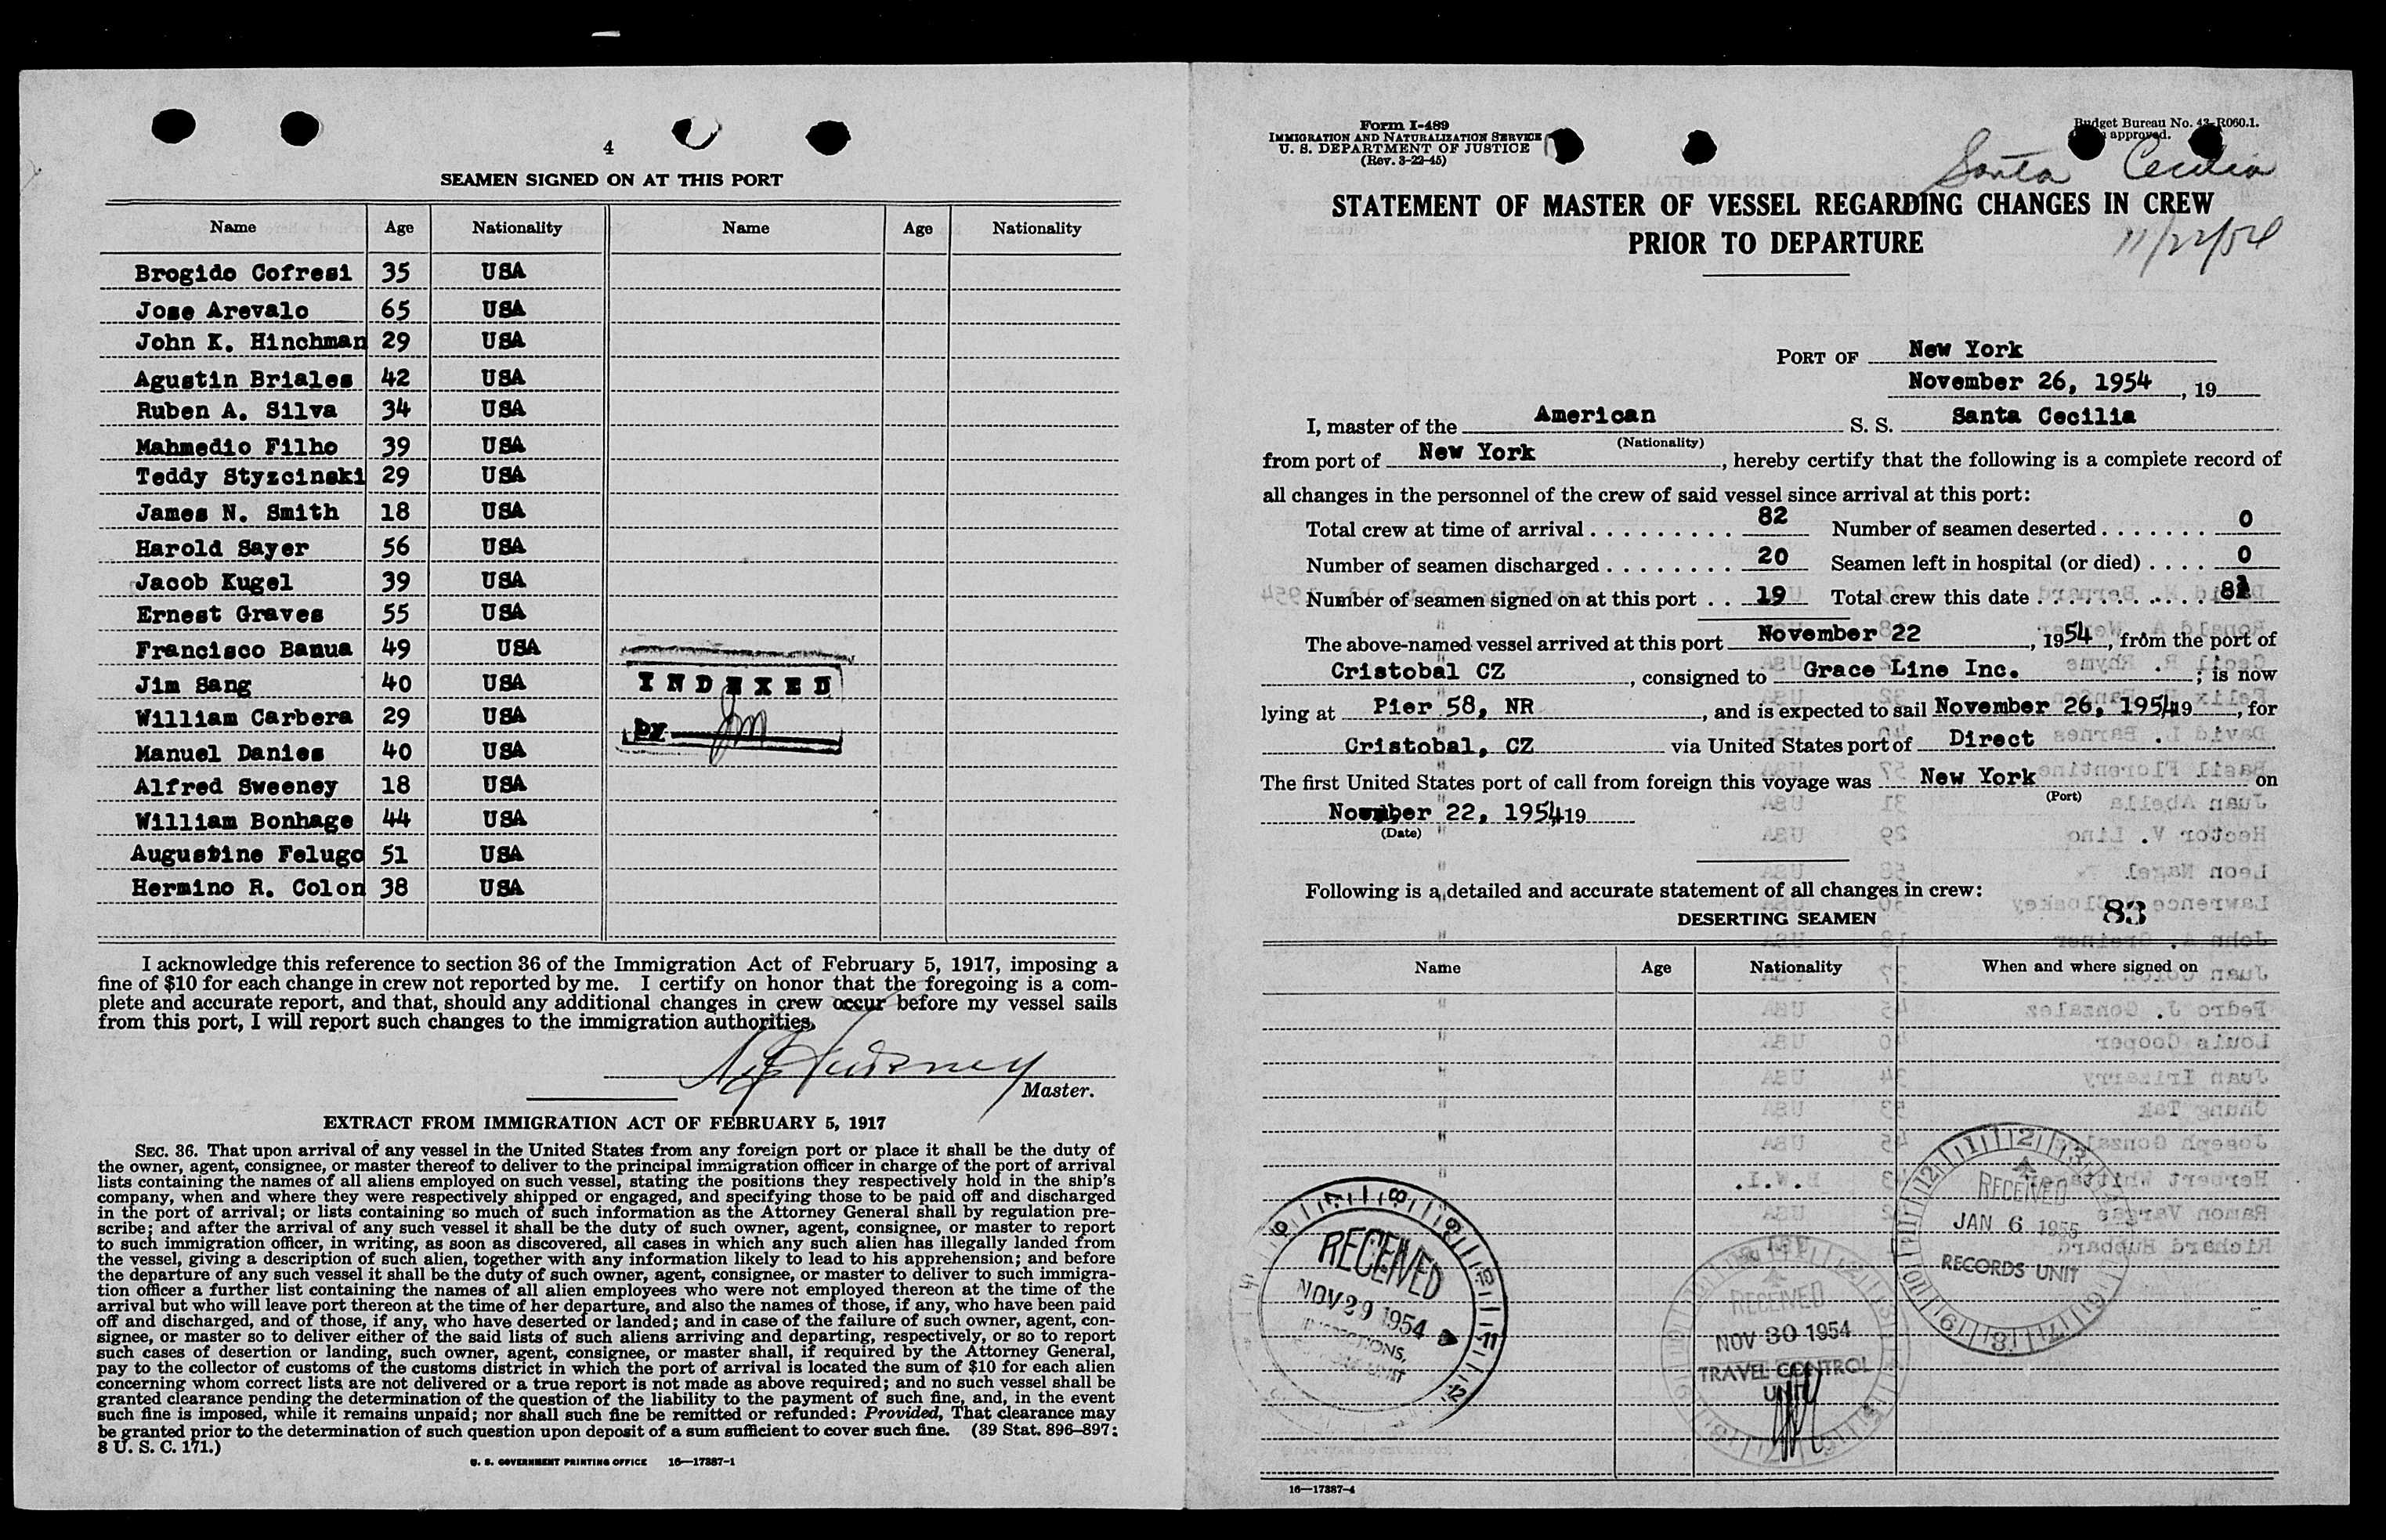 4
SEAMEN SIGNED ON AT THIS PORT
Name Age Nationality Name Age Nationality
Brogido Cofresi 35 USA
Jose Arevalo 65 USA
John K. Hinchman 29 USA
Agustin Briales 42 USA
Ruben A. Silva 34 USA
Mahmedio Filho 39 USA
Teddy Styzcinski 29 USA
James N. Smith 18 USA
Harold Sayer 56 USA
Jacob Kugel 39 USA
Ernest Graves 55 USA
Francisco Banua 49 USA
Jim Sang 40 USA
INDEXED
William Carbera 29 USA
by
Manuel Danies 40 USA
Alfred Sweeney 18 USA
William Bonhage 44 USA
Augustine Felugo 51 USA
Hermino R. Colon 38 USA
I acknowledge this reference to section 36 of the Immigration Act of February 5, 1917, imposing a
fine of $10 for each change in crew not reported by me. I certify on honor that the foregoing is a com-
plete and accurate report, and that, should any additional changes in crew occur before my vessel sails
from this port, I will report such changes to the immigration authorities.
Master.
EXTRACT FROM IMMIGRATION ACT OF FEBRUARY 5, 1917
SEC. 36. That upon arrival of any vessel in the United States from any foreign port or place it shall be the duty of
the owner, agent, consignee, or master thereof to deliver to the principal immigration officer in charge of the port of arrival
lists containing the names of all aliens employed on such vessel, stating the positions they respectively hold in the ship's
company, when and where they were respectively shipped or engaged, and specifying those to be paid off and discharged
in the port of arrival; or lists containing so much of such information as the Attorney General shall by regulation pre-
scribe; and after the arrival of any such vessel it shall be the duty of such owner, agent, consignee, or master to report
to such immigration officer, in writing, as soon as discovered, all cases in which any such alien has illegally landed from
the vessel, giving a description of such alien, together with any information likely to lead to his apprehension; and before
the departure of any such vessel it shall be the duty of such owner, agent, consignee, or master to deliver to such immigra-
tion officer a further list containing the names of all alien employees who were not employed thereon at the time of the
arrival but who will leave port thereon at the time of her departure, and also the names of those, if any, who have been paid
off and discharged, and of those, if any, who have deserted or landed; and in case of the failure of such owner, agent, con-
signee, or master so to deliver either of the said lists of such aliens arriving and departing, respectively, or so to report
such cases of desertion or landing, such owner, agent, consignee, or master shall, if required by the Attorney General,
pay to the collector of customs of the customs district in which the port of arrival is located the sum of $10 for each alien
concerning whom correct lists are not delivered or a true report is not made as above required; and no such vessel shall be
granted clearance pending the determination of the question of the liability to the payment of such fine, and, in the event
such fine is imposed, while it remains unpaid; nor shall such fine be remitted or refunded: Provided, That clearance may
be granted prior to the determination of such question upon deposit of a sum sufficient to cover such fine. (39 Stat. 896–897;
8 U. S. C. 171.)
U. S. GOVERNMENT PRINTING OFFICE 16—17387-1
Form I-489
IMMIGRATION AND NATURALIZATION SERVICE
U. S. DEPARTMENT OF JUSTICE
(Rev. 3-22-45)
Budget Bureau No. 43-R060.1.
approved.
Santa Cecilia
STATEMENT OF MASTER OF VESSEL REGARDING CHANGES IN CREW
PRIOR TO DEPARTURE
11/22/54
PORT OF New York
November 26, 1954, 19
I, master of the American S. S. Santa Cecilia
(Nationality)
from port of New York, hereby certify that the following is a complete record of
all changes in the personnel of the crew of said vessel since arrival at this port:
Total crew at time of arrival 82 Number of seamen deserted 0
Number of seamen discharged 20 Seamen left in hospital (or died) 0
Number of seamen signed on at this port 19 Total crew this date 81
The above-named vessel arrived at this port November 22, 1954, from the port of
Cristobal CZ, consigned to Grace Line Inc.; is now
lying at Pier 58, NR, and is expected to sail November 26, 1954, 19, for
Cristobal, CZ via United States port of Direct
The first United States port of call from foreign this voyage was New York on
(Port)
November 22, 1954, 19
(Date)
Following is a detailed and accurate statement of all changes in crew:
DESERTING SEAMEN 83
Name Age Nationality When and where signed on
RECEIVED
NOV 29 1954
RECEIVED
NOV 30 1954
TRAVEL CONTROL
UNIT
RECEIVED
JAN 6 1955
RECORDS UNIT
16—17387-4